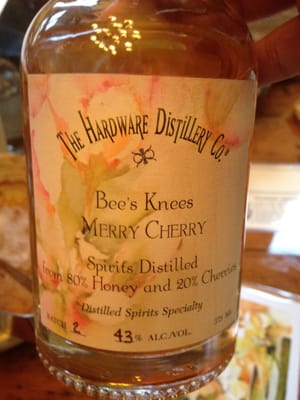 THE HARDWARE DISTILLERY CO.
Bee's Knees
MERRY CHERRY
Spirits Distilled
from 80% Honey and 20% Cherries
Distilled Spirits Specialty
BATCH 2
43% ALC./VOL.
375 ML